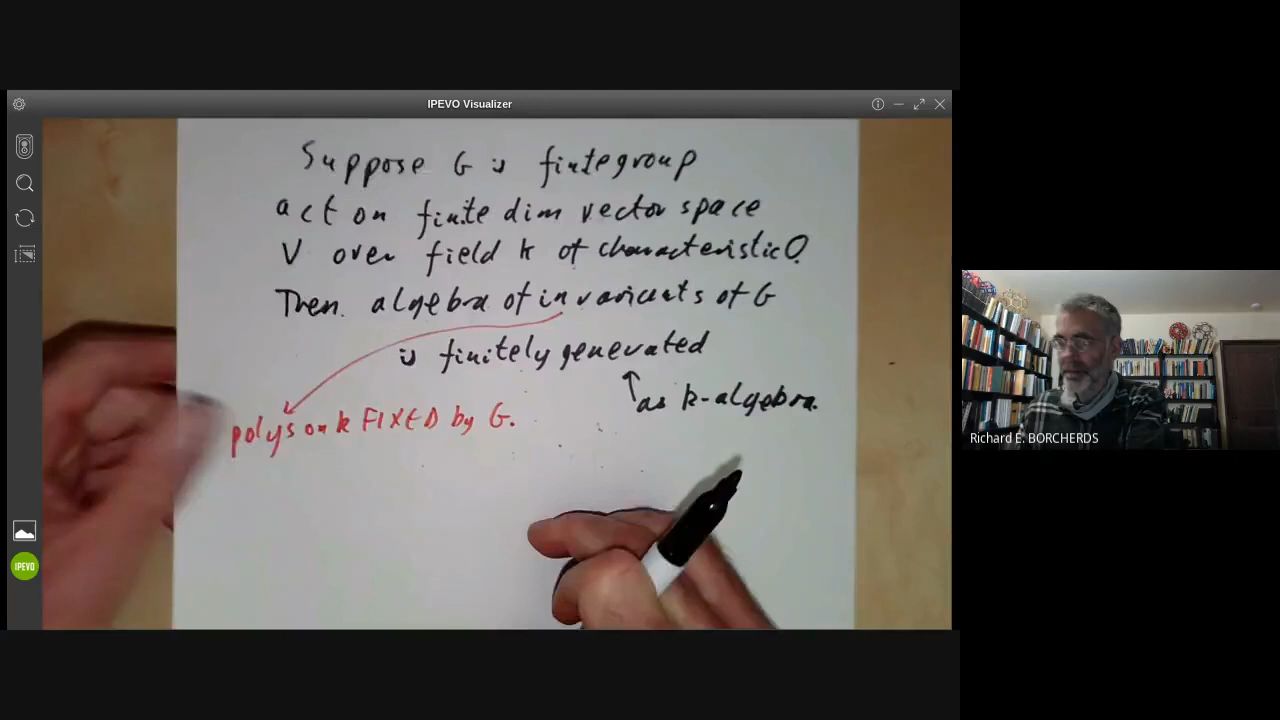 IPEVO Visualizer
Suppose G is finite group
act on finite dim vector space
V over field k of characteristic 0.
Then algebra of invariants of G
is finitely generated
as k-algebra.
polys on k FIXED by G.
Richard E. BORCHERDS
IPEVO